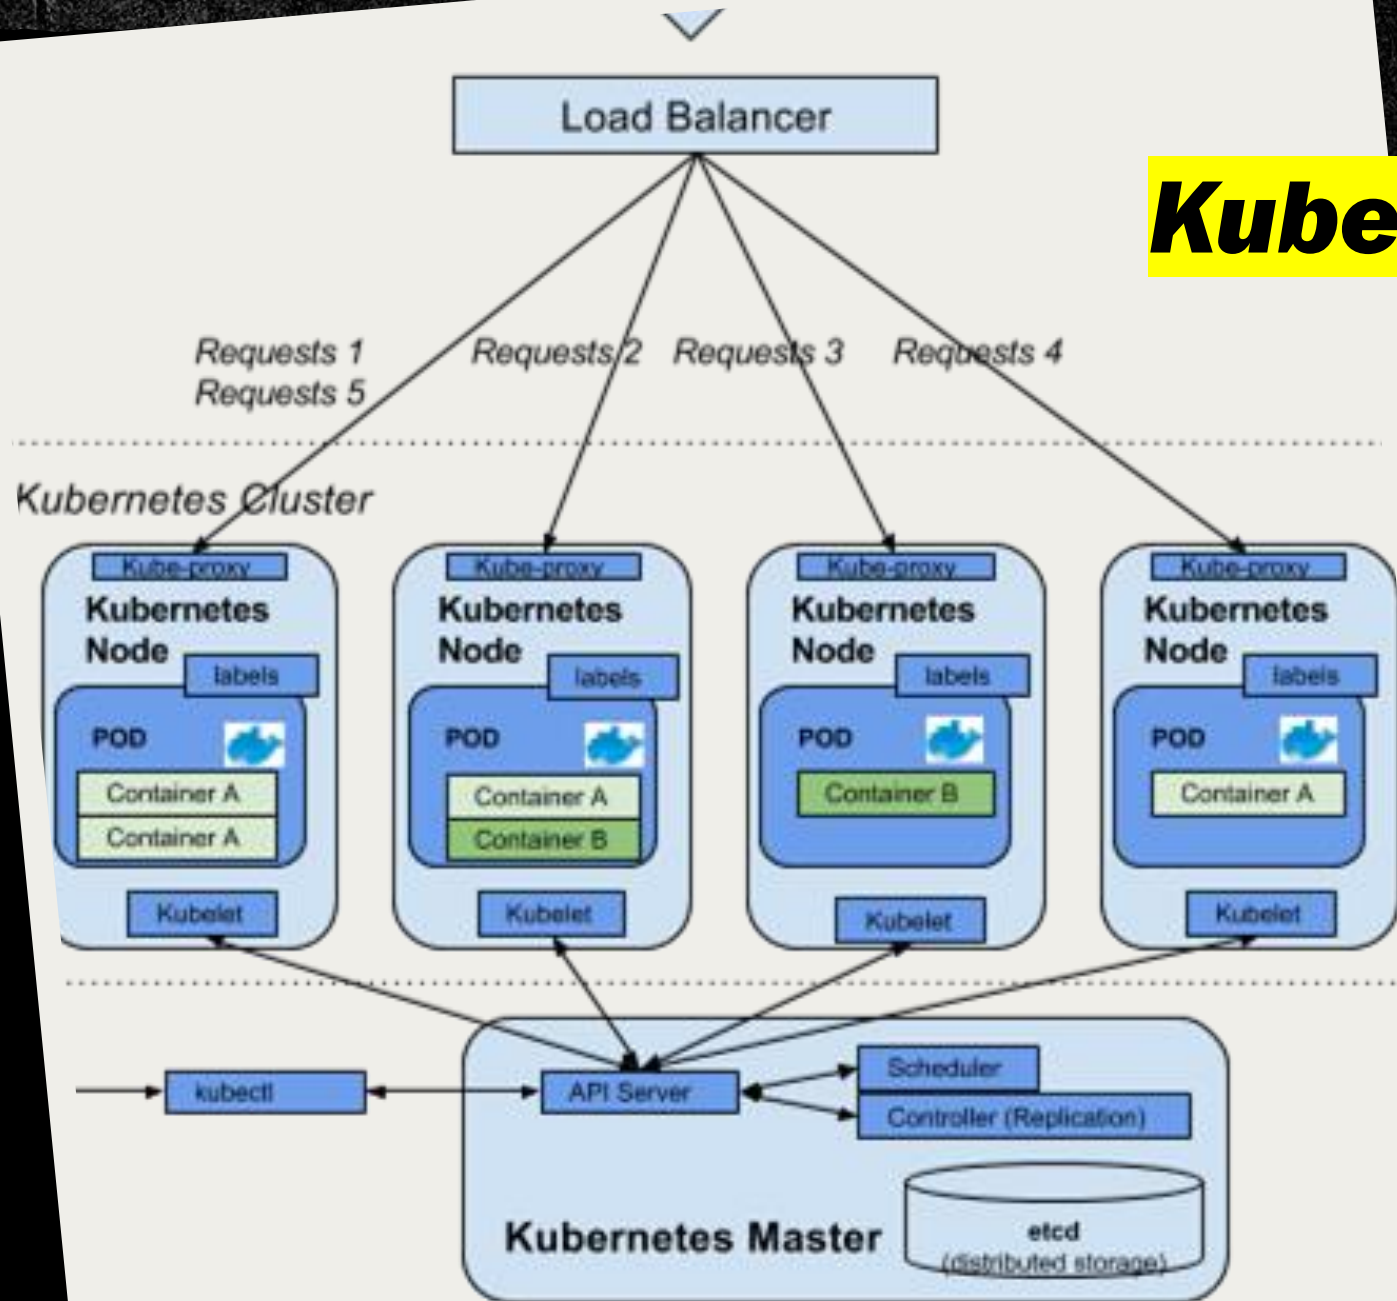 Load Balancer
Kube
Requests 1
Requests 2
Requests 3
Requests 4
Requests 5
Kubernetes Cluster
Kube-proxy
Kubernetes
Node
labels
POD
Container A
Container A
Kubelet
Kube-proxy
Kubernetes
Node
labels
POD
Container A
Container B
Kubelet
Kube-proxy
Kubernetes
Node
labels
POD
Container B
Kubelet
Kube-proxy
Kubernetes
Node
labels
POD
Container A
Kubelet
kubectl
API Server
Scheduler
Controller (Replication)
Kubernetes Master
etcd
(distributed storage)